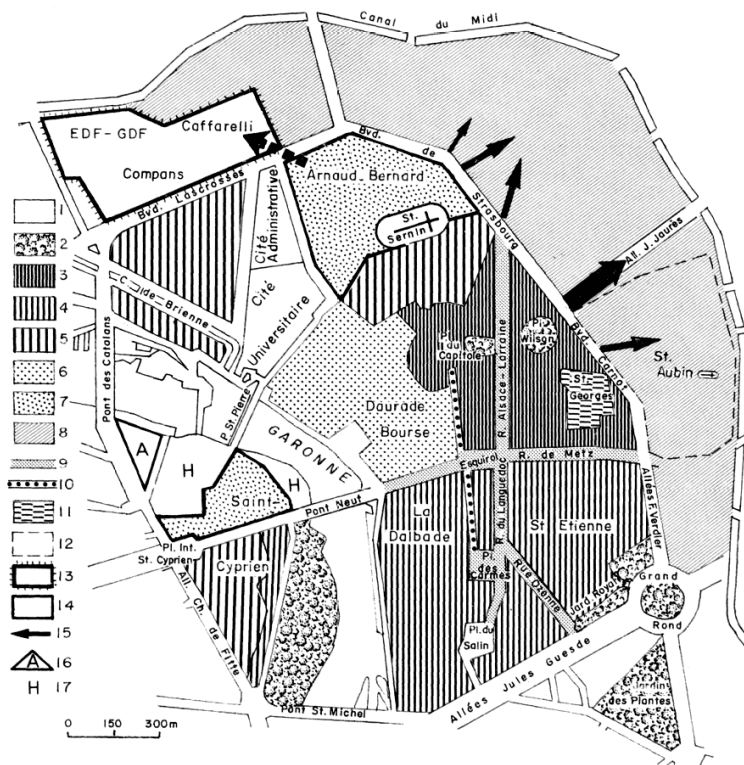 Canal du Midi
EDF-GDF
Caffarelli
Compans
Bvd. Lascrosses
Bvd. de Strasbourg
Arnaud-Bernard
St. Sernin
Cité Administrative
Cité Universitaire
C. de Brienne
Pont des Catalans
P. St. Pierre
All. J. Jaurès
Bvd. Carnot
St. Aubin
Pl. du Capitole
Wilson
St. Georges
R. Alsace-Lorraine
Daurade
Bourse
GARONNE
A
H
H
Esquirol
R. de Metz
Saint-
Cyprien
Pont Neuf
Pl. Int.
St. Cyprien
All. Ch. de Fitte
La Dalbade
R. du Languedoc
St Etienne
Allées F. Verdier
Pl. des Carmes
Rue Ozenne
Jard. Royal
Grand Rond
Pl. du Salin
Allées Jules Guesde
Jardin des Plantes
Pont St. Michel
1
2
3
4
5
6
7
8
9
10
11
12
13
14
15
A 16
H 17
0 150 300m